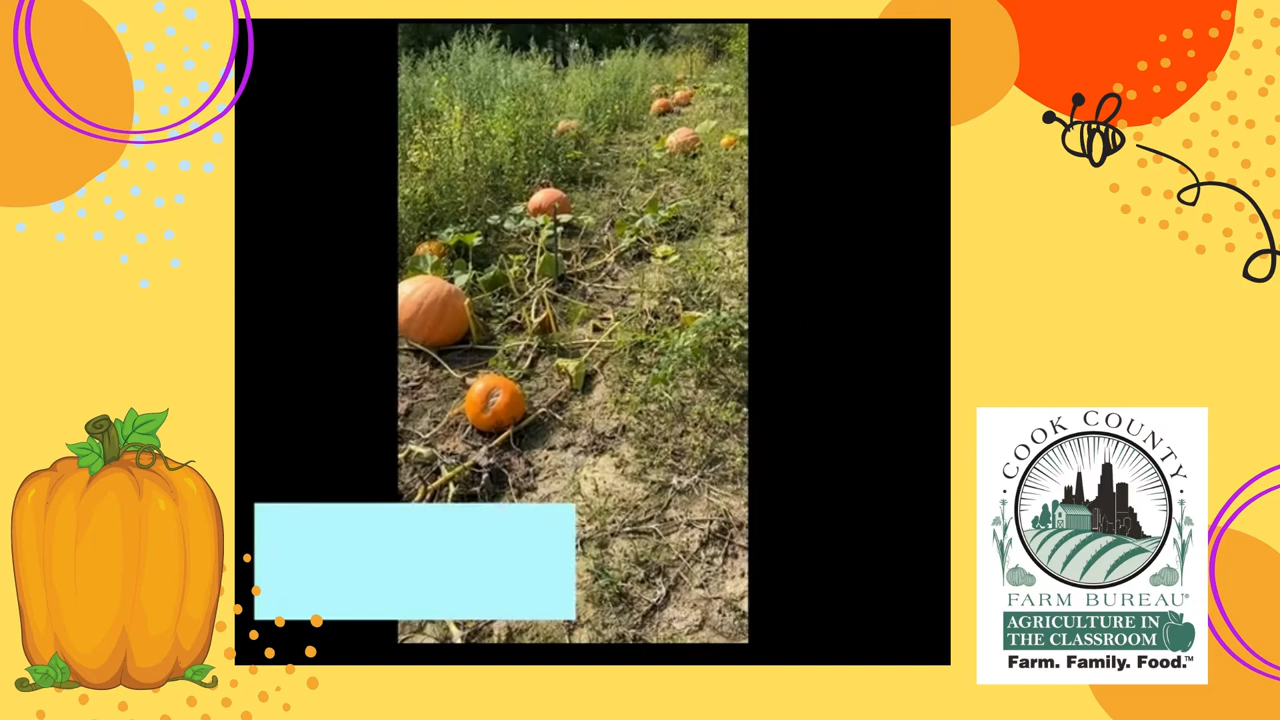 COOK COUNTY
FARM BUREAU®
AGRICULTURE IN
THE CLASSROOM
Farm. Family. Food.™